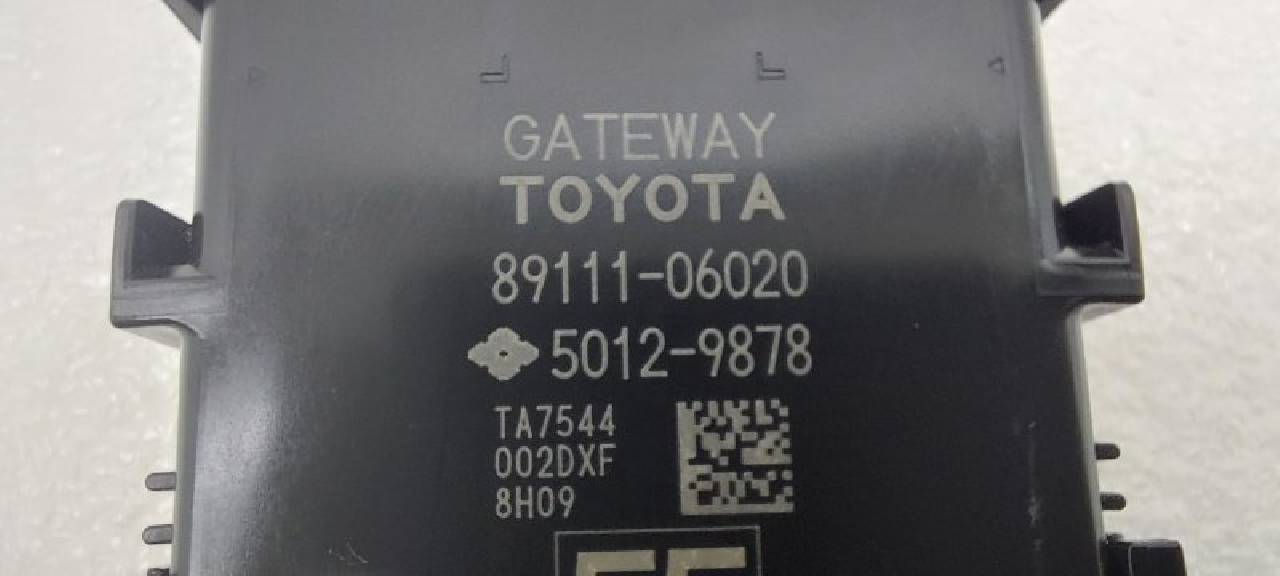 GATEWAY
TOYOTA
89111-06020
5012-9878
TA7544
002DXF
8H09